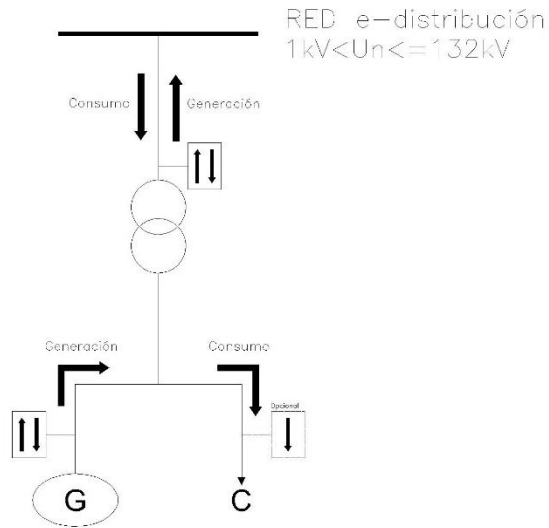 RED e-distribución
1kV<Un<=132kV
Consumo
Generación
Generación
Consumo
Opcional
G
C